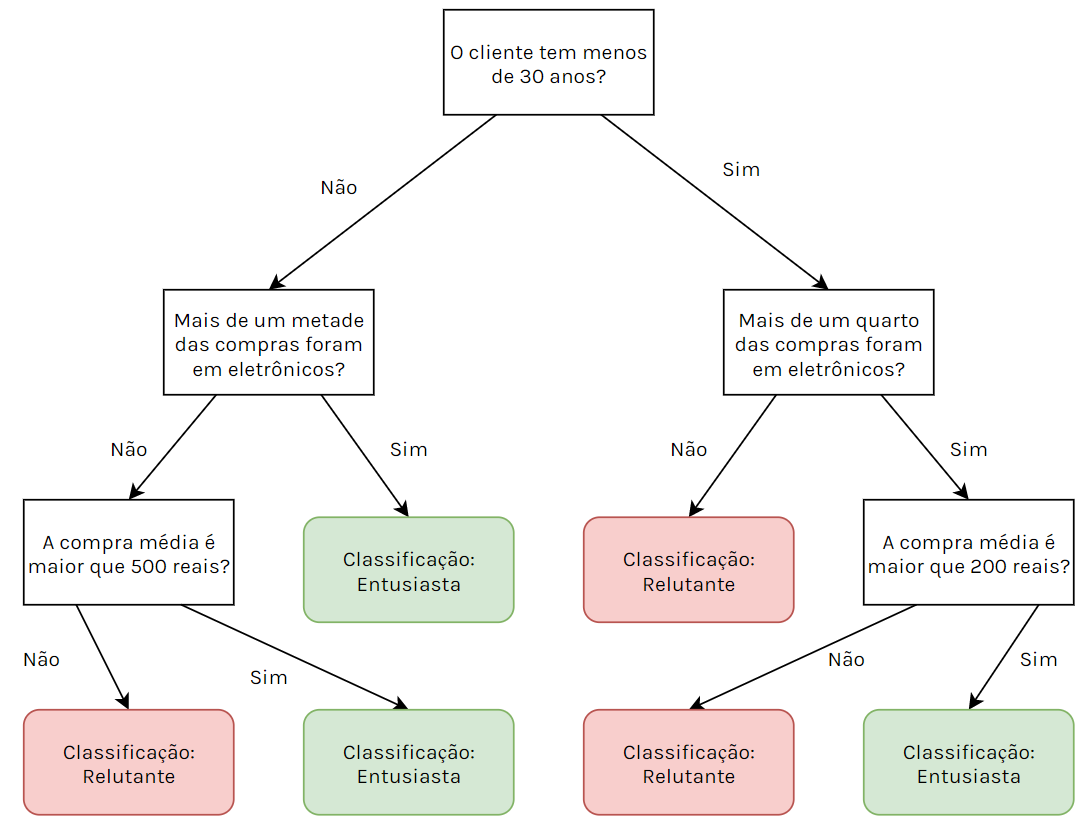 O cliente tem menos
de 30 anos?
Não
Sim
Mais de um metade
das compras foram
em eletrônicos?
Mais de um quarto
das compras foram
em eletrônicos?
Não
Sim
Não
Sim
A compra média é
maior que 500 reais?
Classificação:
Entusiasta
Classificação:
Relutante
A compra média é
maior que 200 reais?
Não
Sim
Não
Sim
Classificação:
Relutante
Classificação:
Entusiasta
Classificação:
Relutante
Classificação:
Entusiasta